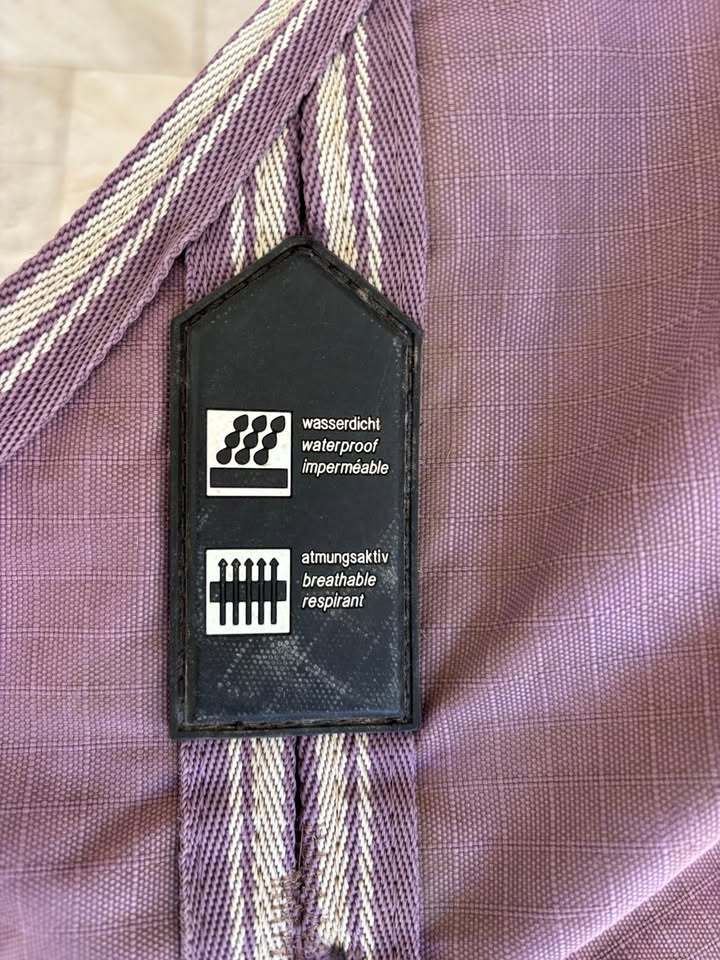 wasserdicht
waterproof
imperméable
atmungsaktiv
breathable
respirant